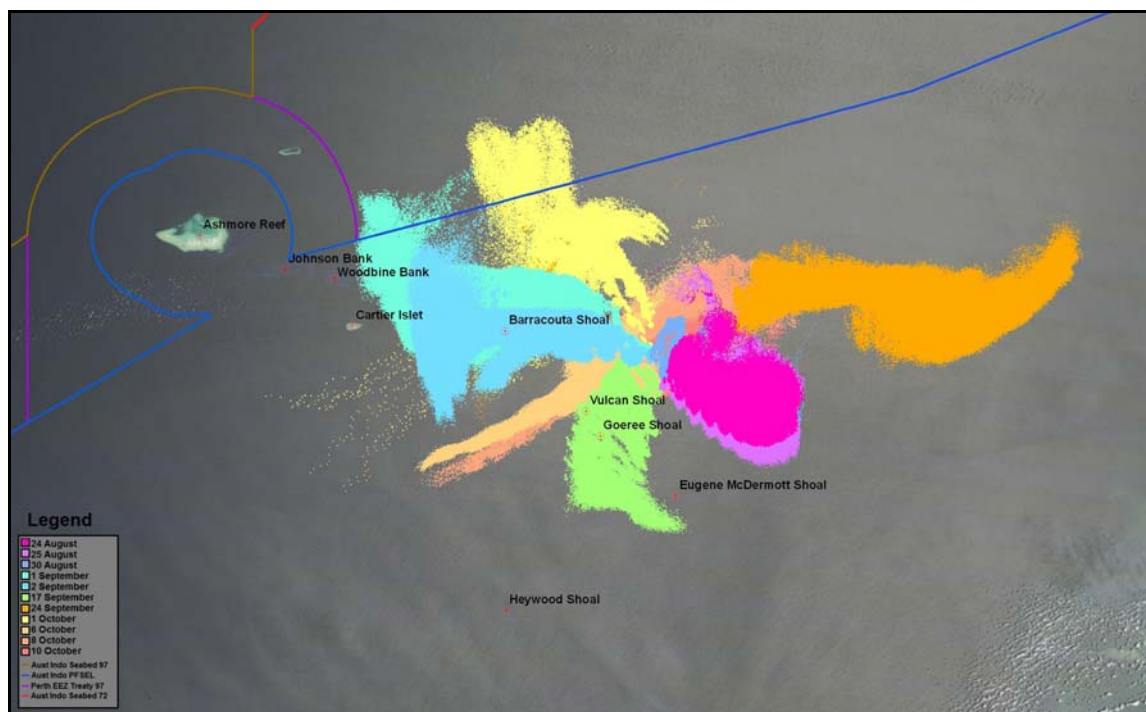 Ashmore Reef
Johnson Bank
Woodbine Bank
Cartier Islet
Barracouta Shoal
Vulcan Shoal
Goeree Shoal
Eugene McDermott Shoal
Heywood Shoal
Legend
24 August
25 August
30 August
1 September
2 September
17 September
24 September
1 October
6 October
8 October
10 October
Aust Indo Seabed 97
Aust Indo PFSEL
Perth EEZ Treaty 97
Aust Indo Seabed 72